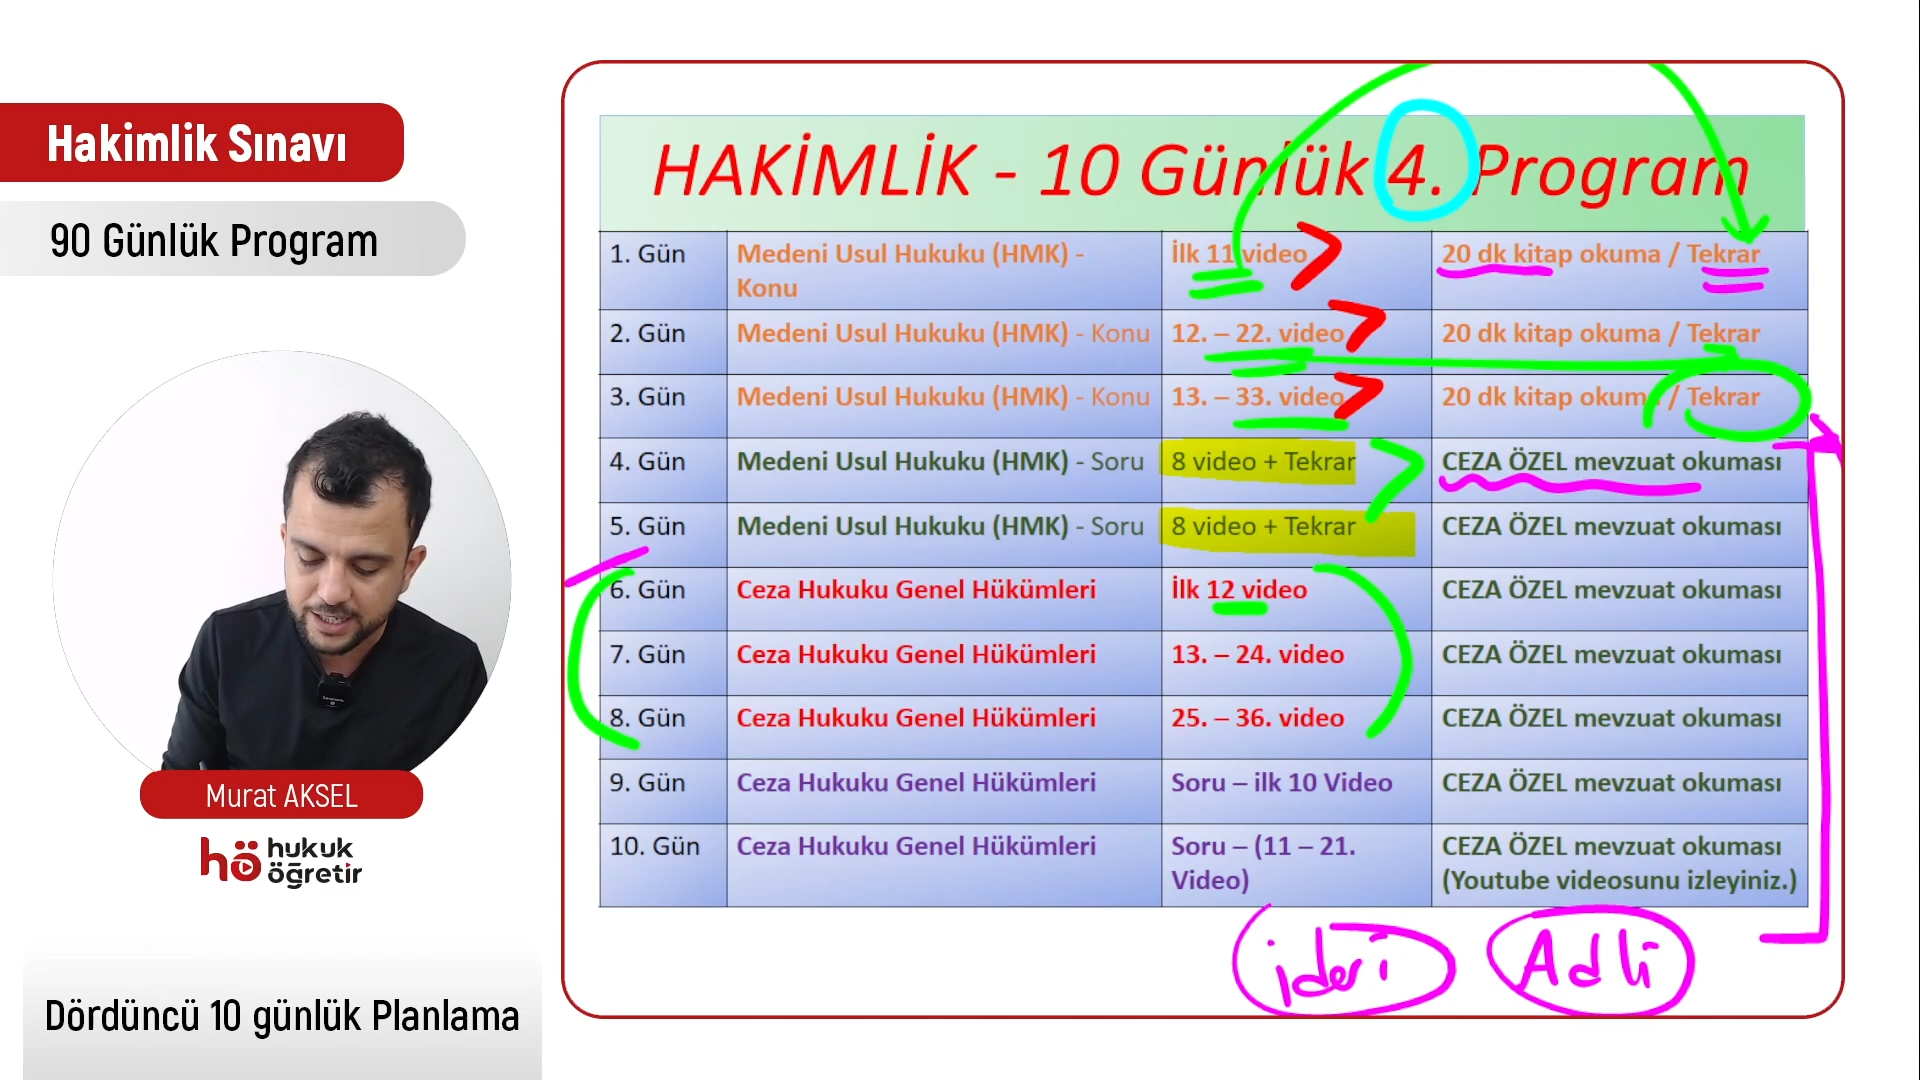 Hakimlik Sınavı
90 Günlük Program
Murat AKSEL
hö hukuk
öğretir
Dördüncü 10 günlük Planlama
HAKİMLİK - 10 Günlük 4. Program
1. Gün Medeni Usul Hukuku (HMK) - İlk 11 video 20 dk kitap okuma / Tekrar
Konu
2. Gün Medeni Usul Hukuku (HMK) - Konu 12. – 22. video 20 dk kitap okuma / Tekrar
3. Gün Medeni Usul Hukuku (HMK) - Konu 13. – 33. video 20 dk kitap okuma / Tekrar
4. Gün Medeni Usul Hukuku (HMK) - Soru 8 video + Tekrar CEZA ÖZEL mevzuat okuması
5. Gün Medeni Usul Hukuku (HMK) - Soru 8 video + Tekrar CEZA ÖZEL mevzuat okuması
6. Gün Ceza Hukuku Genel Hükümleri İlk 12 video CEZA ÖZEL mevzuat okuması
7. Gün Ceza Hukuku Genel Hükümleri 13. – 24. video CEZA ÖZEL mevzuat okuması
8. Gün Ceza Hukuku Genel Hükümleri 25. – 36. video CEZA ÖZEL mevzuat okuması
9. Gün Ceza Hukuku Genel Hükümleri Soru – ilk 10 Video CEZA ÖZEL mevzuat okuması
10. Gün Ceza Hukuku Genel Hükümleri Soru – (11 – 21. CEZA ÖZEL mevzuat okuması
Video) (Youtube videosunu izleyiniz.)
Adli